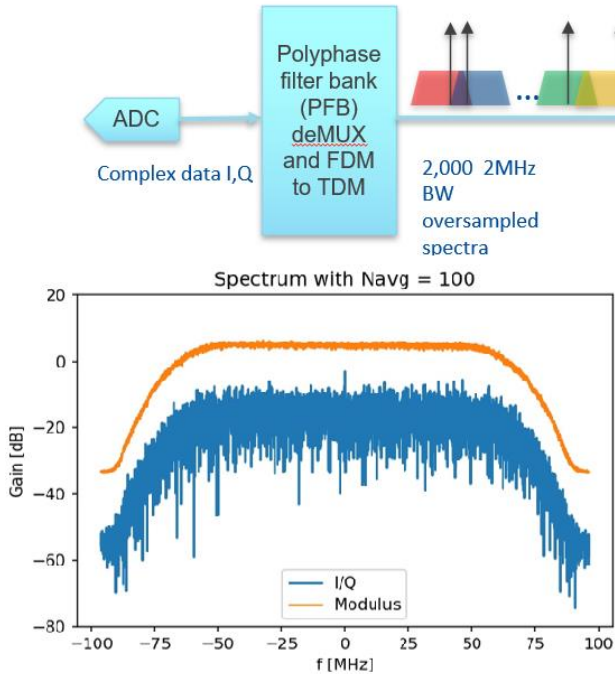 Polyphase
filter bank
(PFB)
deMUX
and FDM
to TDM
ADC
Complex data I,Q
...
2,000 2MHz
BW
oversampled
spectra
Spectrum with Navg = 100
Gain [dB]
20
0
−20
−40
−60
−80
I/Q
Modulus
−100 −75 −50 −25 0 25 50 75 100
f [MHz]